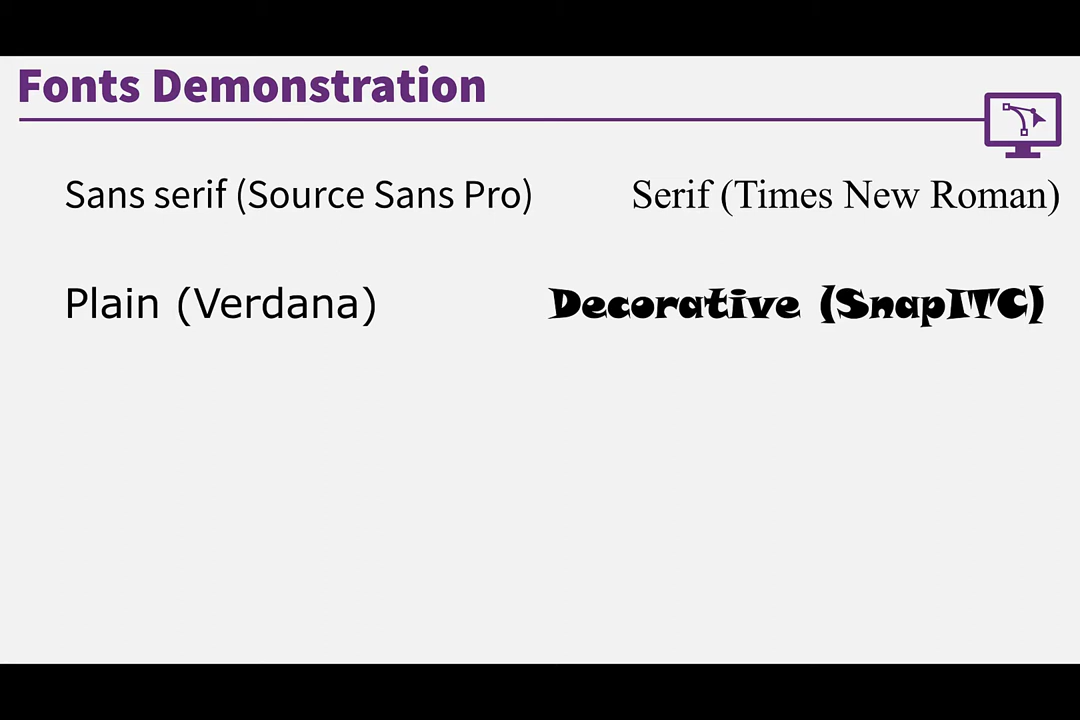 Fonts Demonstration
Sans serif (Source Sans Pro)
Serif (Times New Roman)
Plain (Verdana)
Decorative (SnapITC)